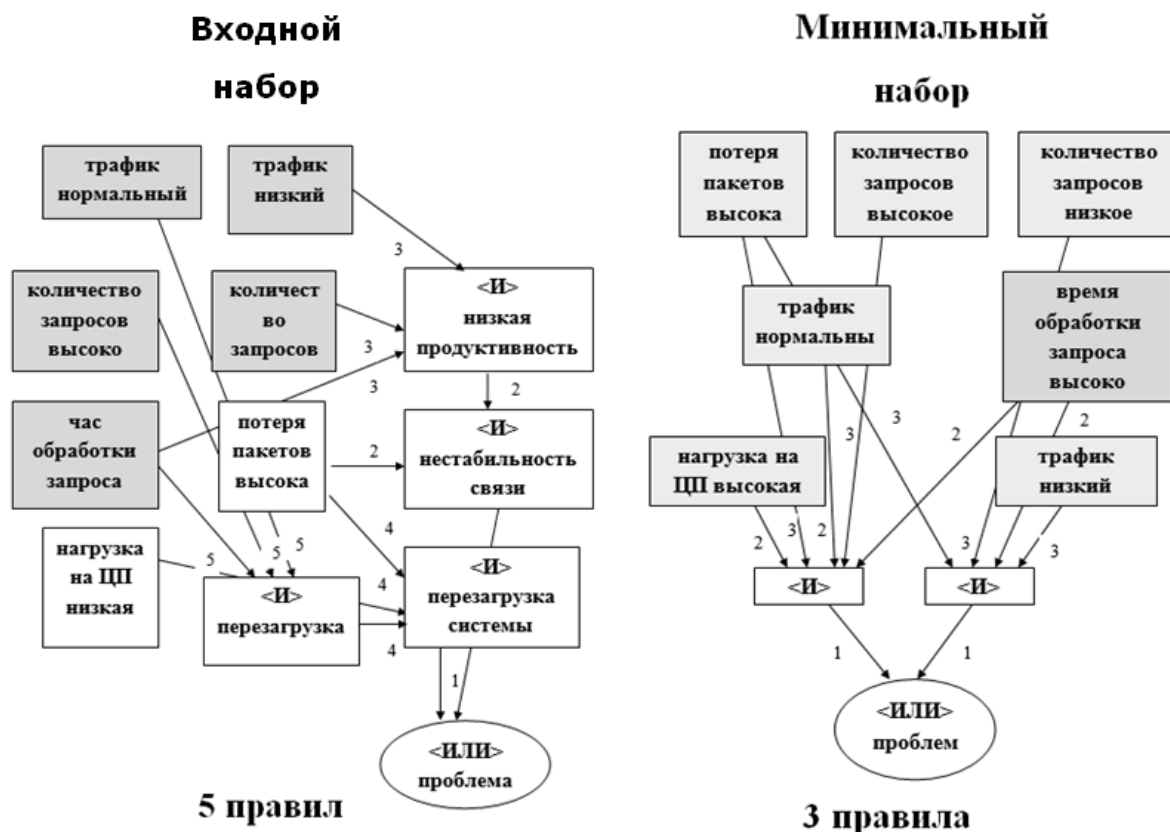 Входной
набор
трафик
нормальный
трафик
низкий
3
количество
запросов
высоко
количест
во
запросов
<И>
низкая
продуктивность
3
3
2
час
обработки
запроса
потеря
пакетов
высока
2
<И>
нестабильность
связи
4
нагрузка
на ЦП
низкая
5
5
5
<И>
перезагрузка
4
4
<И>
перезагрузка
системы
1
<ИЛИ>
проблема
5 правил
Минимальный
набор
потеря
пакетов
высока
количество
запросов
высокое
количество
запросов
низкое
трафик
нормальны
время
обработки
запроса
высоко
3
3
2
2
нагрузка на
ЦП высокая
трафик
низкий
2
3
2
3
3
<И>
<И>
1
1
<ИЛИ>
проблем
3 правила